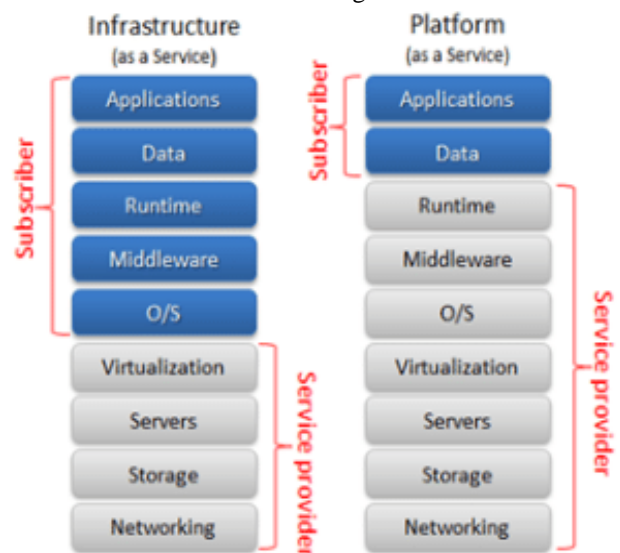 Infrastructure
(as a Service)
Subscriber
Applications
Data
Runtime
Middleware
O/S
Virtualization
Servers
Storage
Networking
Service provider
Platform
(as a Service)
Subscriber
Applications
Data
Runtime
Middleware
O/S
Virtualization
Servers
Storage
Networking
Service provider